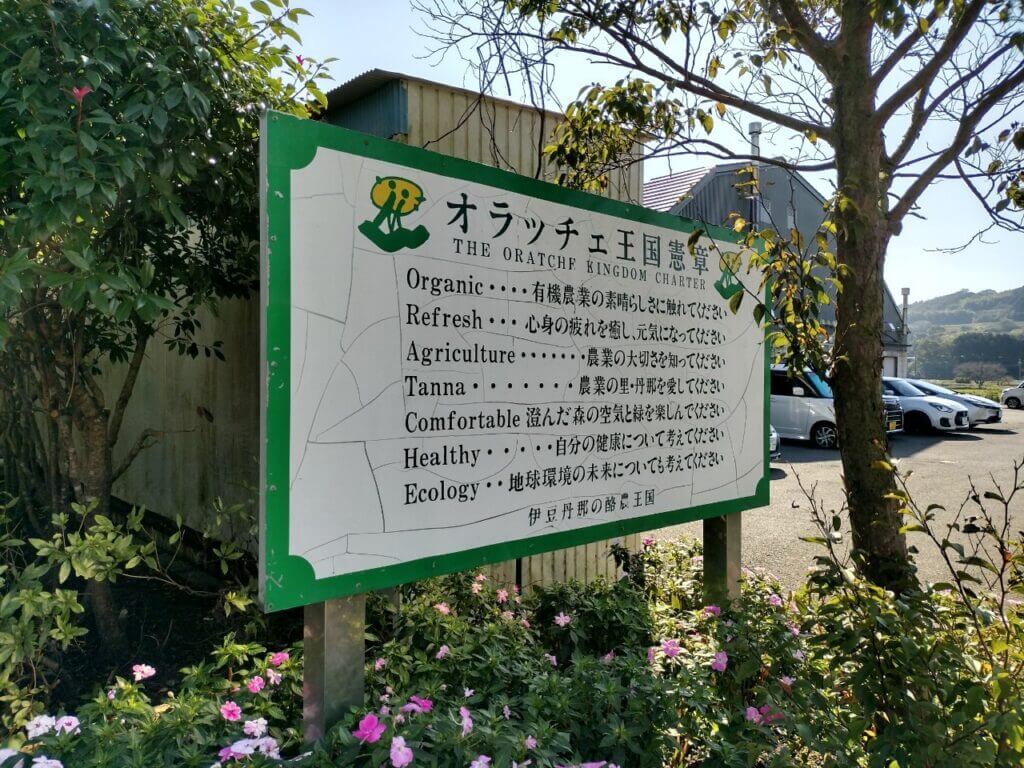 オラッチェ王国憲章
THE ORATCHE KINGDOM CHARTER
Organic・・・・有機農業の素晴らしさに触れてください
Refresh・・・心身の疲れを癒し、元気になってください
Agriculture・・・・・・・農業の大切さを知ってください
Tanna・・・・・・・農業の里・丹那を愛してください
Comfortable 澄んだ森の空気と緑を楽しんでください
Healthy・・・・・自分の健康について考えてください
Ecology・・地球環境の未来についても考えてください
伊豆丹那の酪農王国